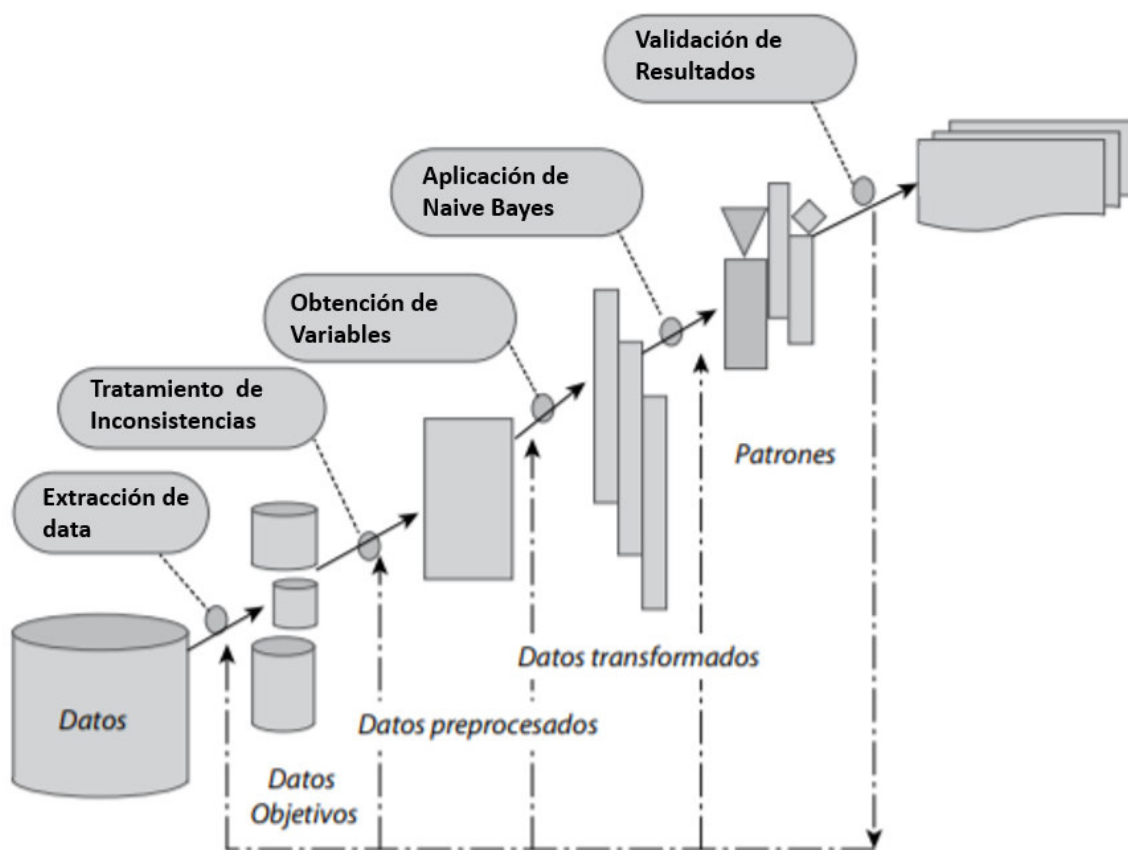 Validación de
Resultados
Aplicación de
Naive Bayes
Obtención de
Variables
Tratamiento de
Inconsistencias
Patrones
Extracción de
data
Datos transformados
Datos
Datos preprocesados
Datos
Objetivos